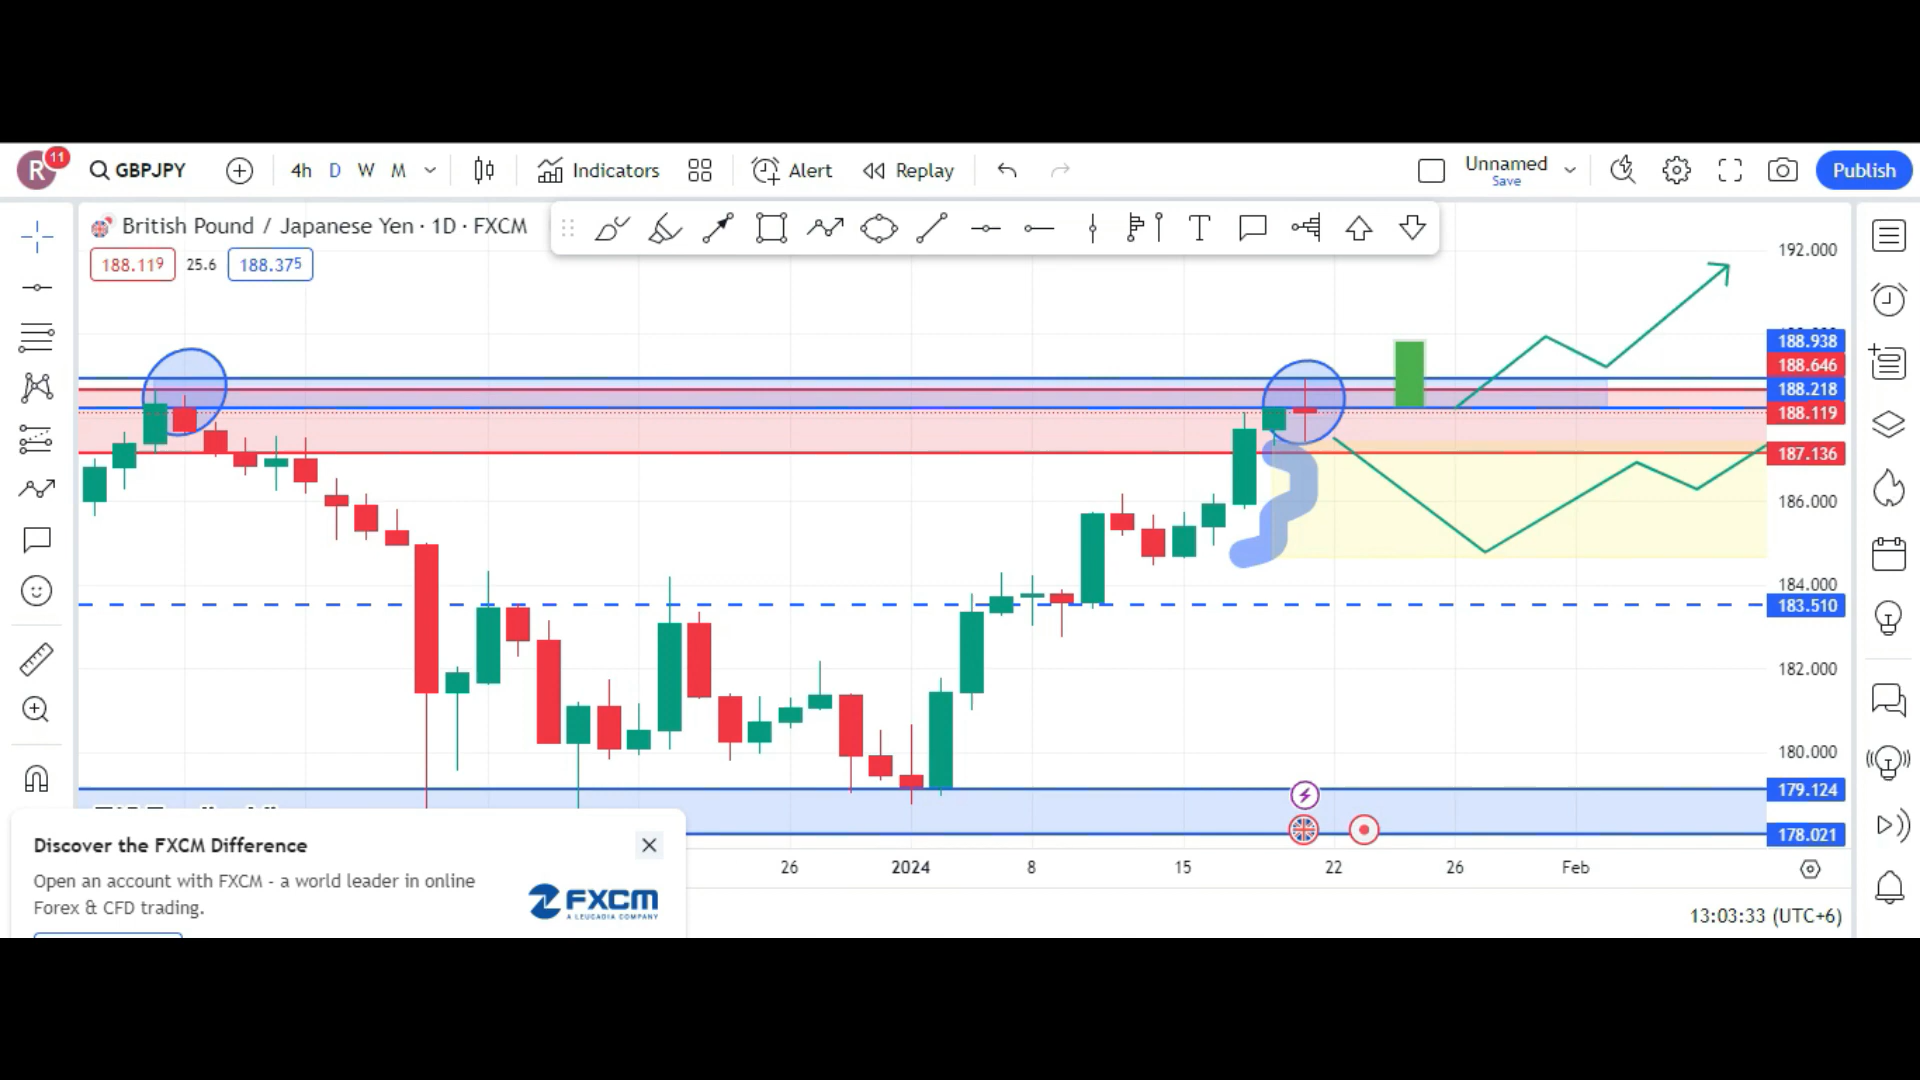 R 11 GBPJPY 4h D W M Indicators Alert Replay Unnamed Save Publish
British Pound / Japanese Yen · 1D · FXCM
188.119 25.6 188.375
192.000
188.938
188.646
188.218
188.119
187.136
186.000
184.000
183.510
182.000
180.000
179.124
178.021
26 2024 8 15 22 26 Feb
13:03:33 (UTC+6)
Discover the FXCM Difference
Open an account with FXCM - a world leader in online
Forex & CFD trading.
FXCM
A LEUCADIA COMPANY